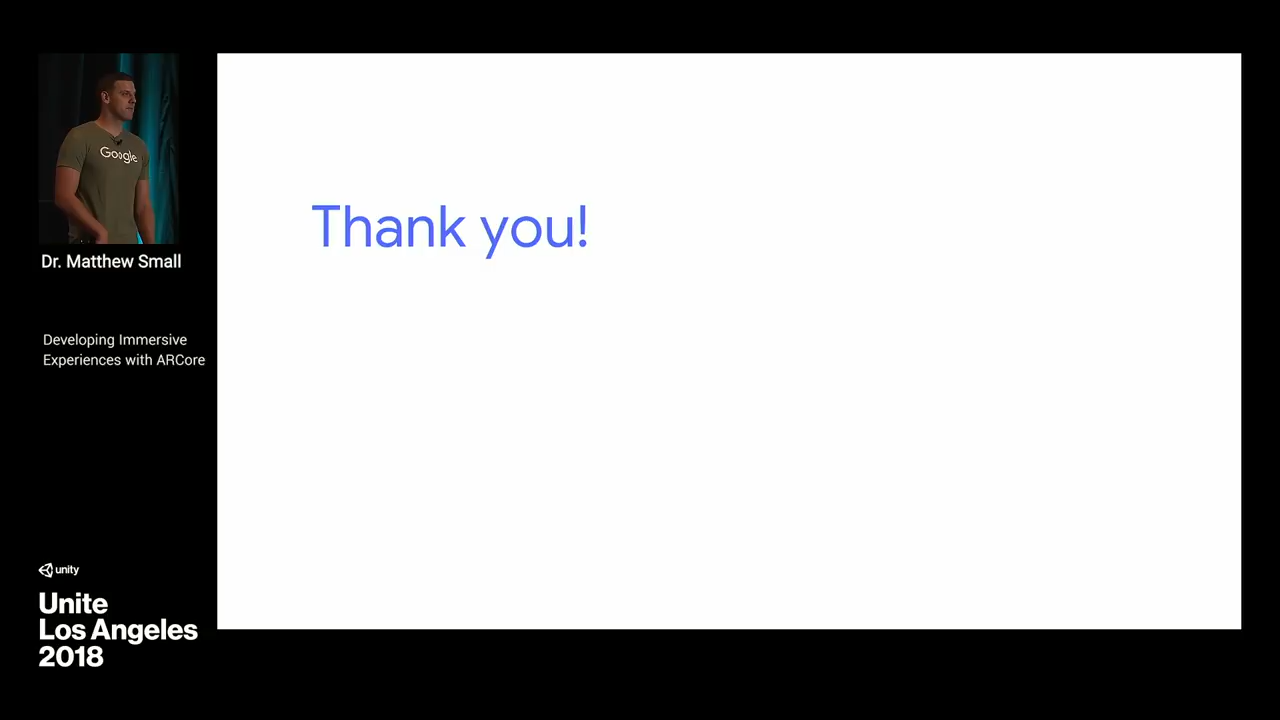 Google
Dr. Matthew Small
Developing Immersive
Experiences with ARCore
unity
Unite
Los Angeles
2018
Thank you!